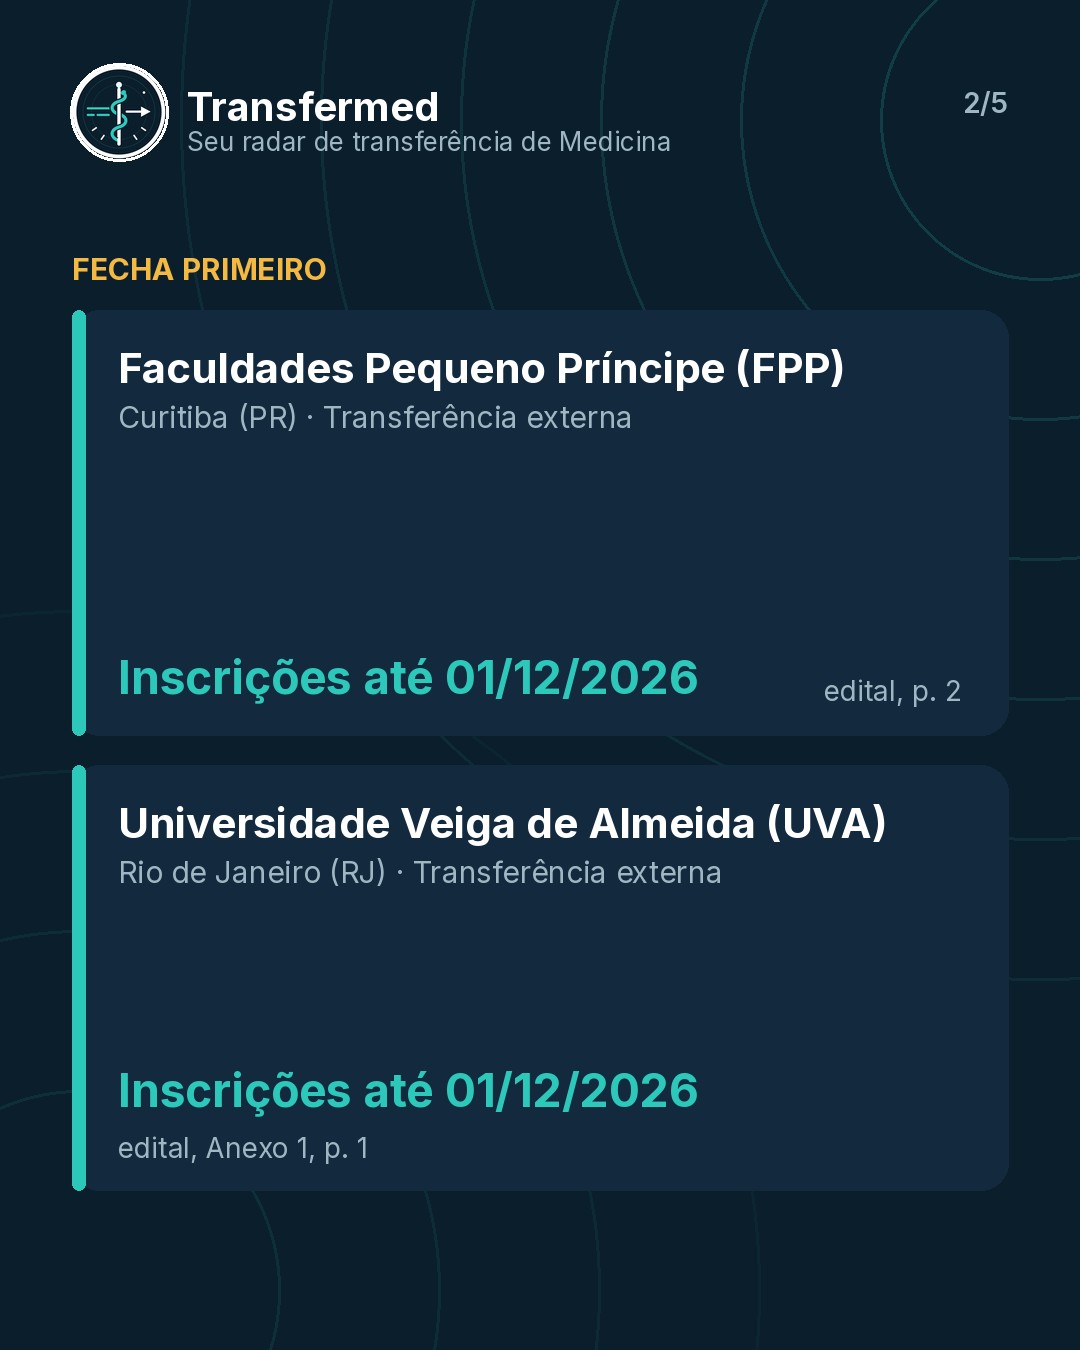 Transfermed
Seu radar de transferência de Medicina
2/5
FECHA PRIMEIRO
Faculdades Pequeno Príncipe (FPP)
Curitiba (PR) · Transferência externa
Inscrições até 01/12/2026
edital, p. 2
Universidade Veiga de Almeida (UVA)
Rio de Janeiro (RJ) · Transferência externa
Inscrições até 01/12/2026
edital, Anexo 1, p. 1